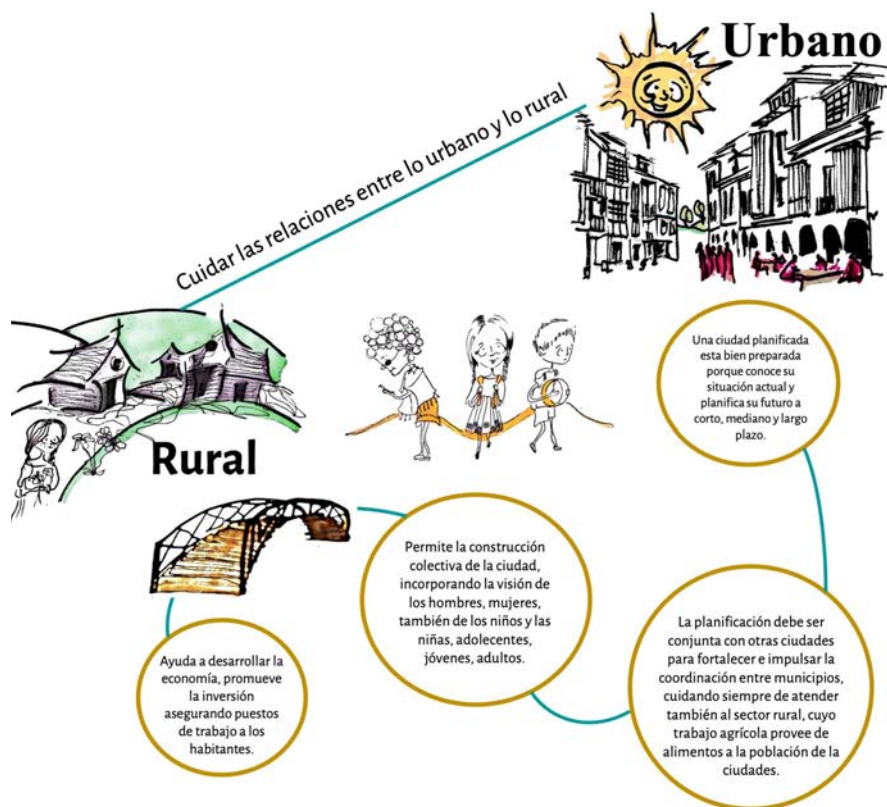 Urbano
Cuidar las relaciones entre lo urbano y lo rural
Rural
Una ciudad planificada
esta bien preparada
porque conoce su
situación actual y
planifica su futuro a
corto, mediano y largo
plazo.
Permite la construcción
colectiva de la ciudad,
incorporando la visión de
los hombres, mujeres,
también de los niños y las
niñas, adolecentes,
jóvenes, adultos.
La planificación debe ser
conjunta con otras ciudades
para fortalecer e impulsar la
coordinación entre municipios,
cuidando siempre de atender
también al sector rural, cuyo
trabajo agrícola provee de
alimentos a la población de la
ciudades.
Ayuda a desarrollar la
economía, promueve
la inversión
asegurando puestos
de trabajo a los
habitantes.